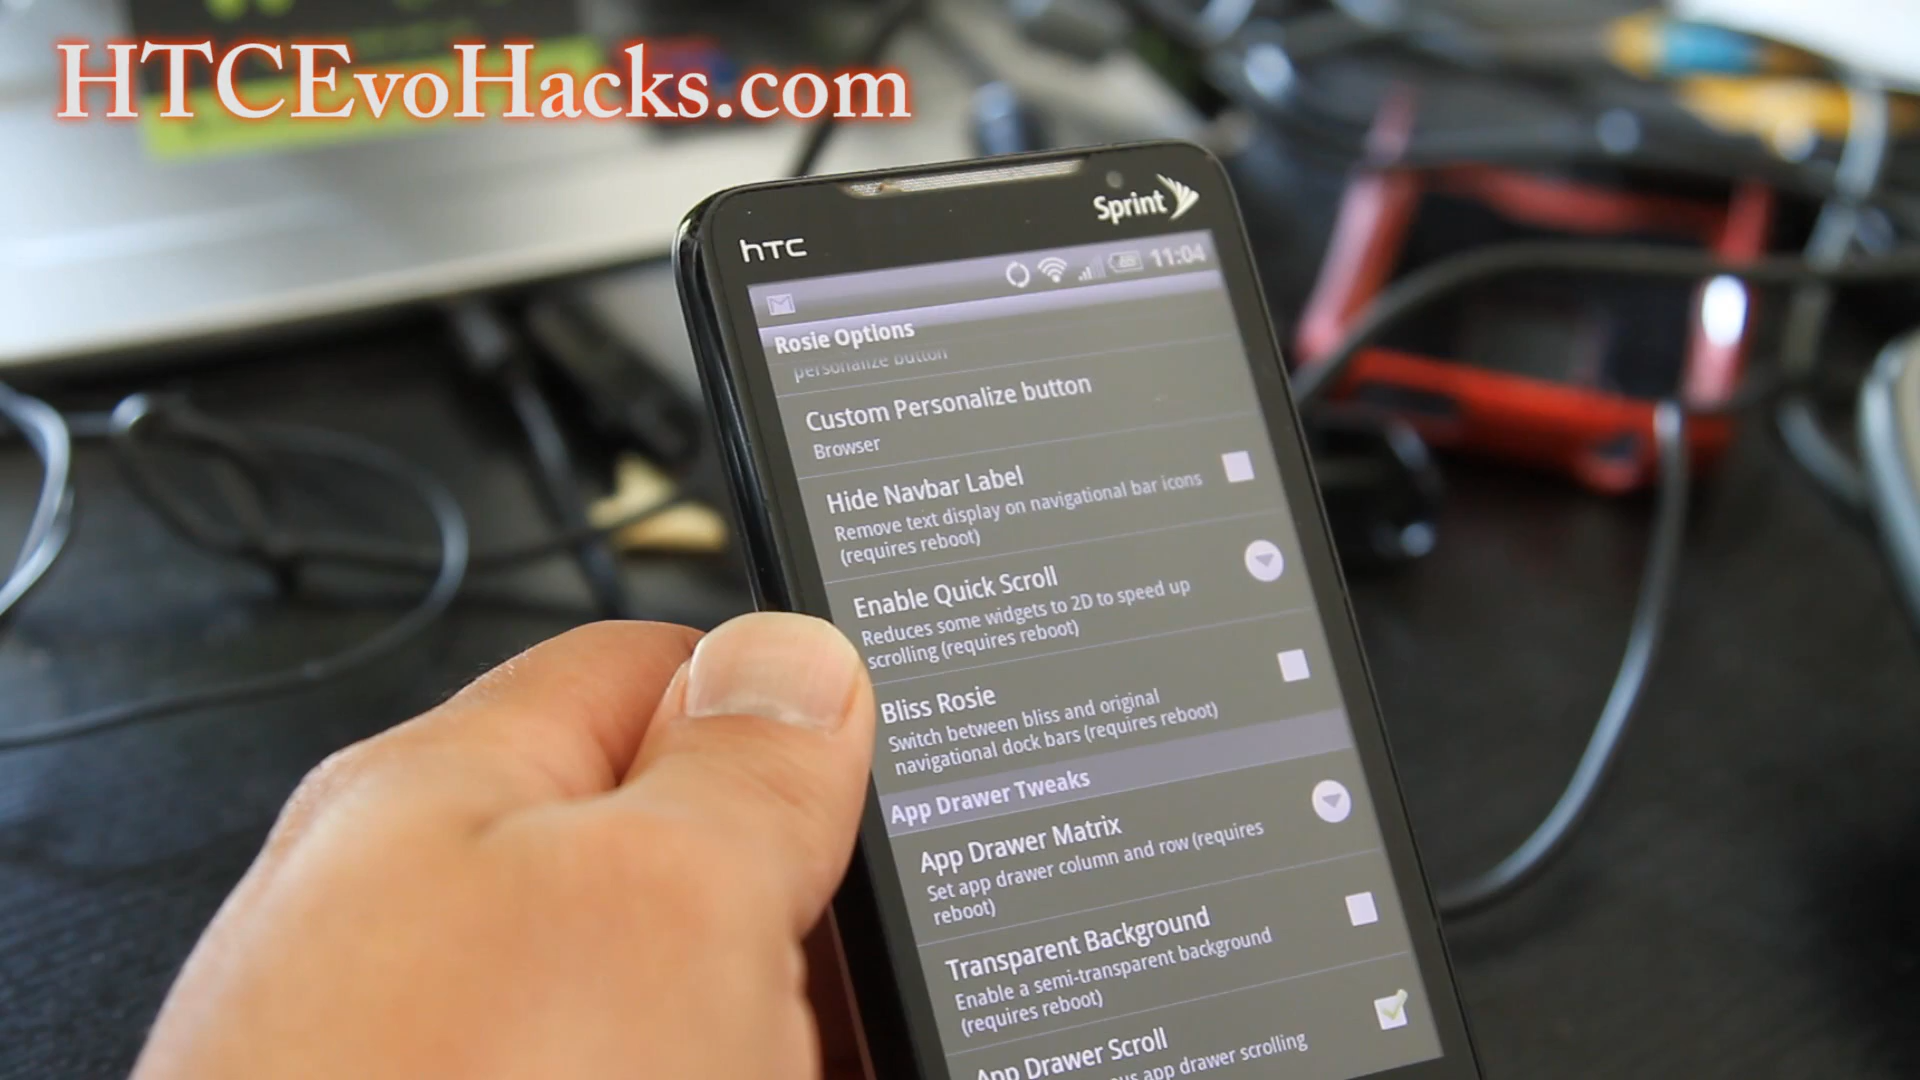 HTCEvoHacks.com
Sprint
hTC
11:04
Rosie Options
personalize button
Custom Personalize button
Browser
Hide Navbar Label
Remove text display on navigational bar icons
(requires reboot)
Enable Quick Scroll
Reduces some widgets to 2D to speed up
scrolling (requires reboot)
Bliss Rosie
Switch between bliss and original
navigational dock bars (requires reboot)
App Drawer Tweaks
App Drawer Matrix
Set app drawer column and row (requires
reboot)
Transparent Background
Enable a semi-transparent background
(requires reboot)
App Drawer Scroll
app drawer scrolling